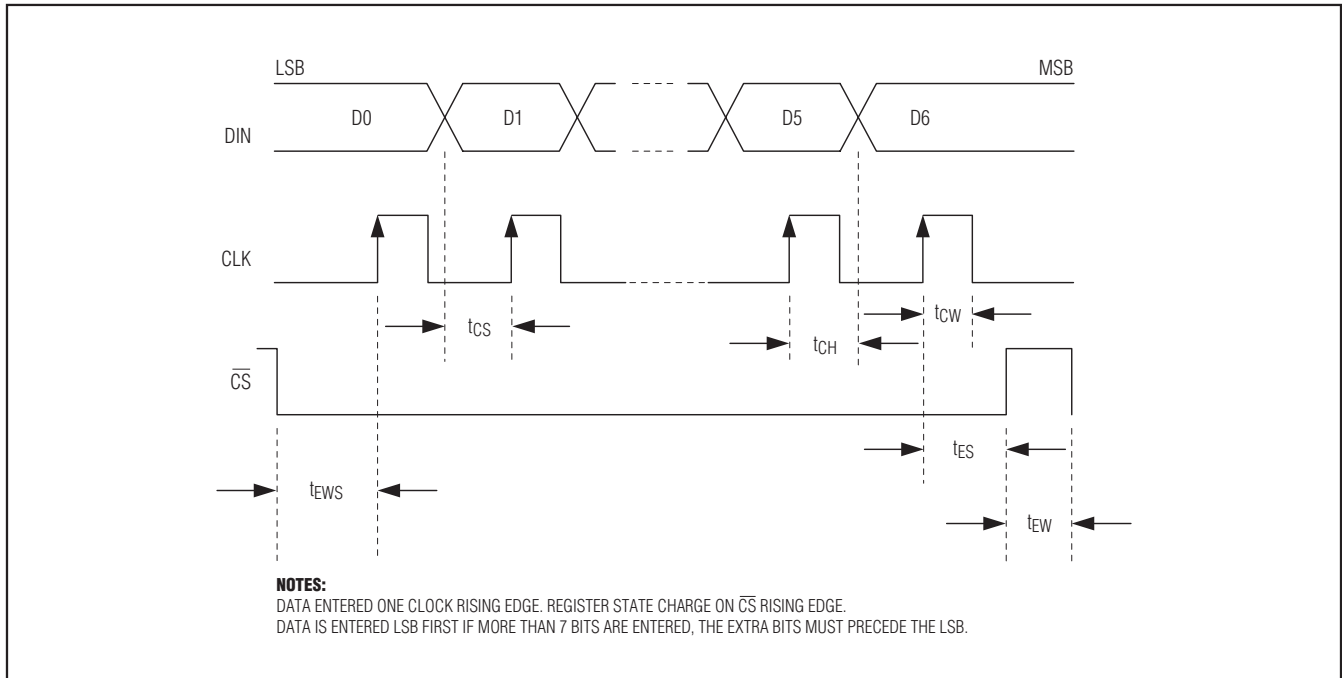 LSB MSB
DIN D0 D1 D5 D6
CLK
tCS tCH tCW
CS
tES
tEWS
tEW
NOTES:
DATA ENTERED ONE CLOCK RISING EDGE. REGISTER STATE CHARGE ON CS RISING EDGE.
DATA IS ENTERED LSB FIRST IF MORE THAN 7 BITS ARE ENTERED, THE EXTRA BITS MUST PRECEDE THE LSB.